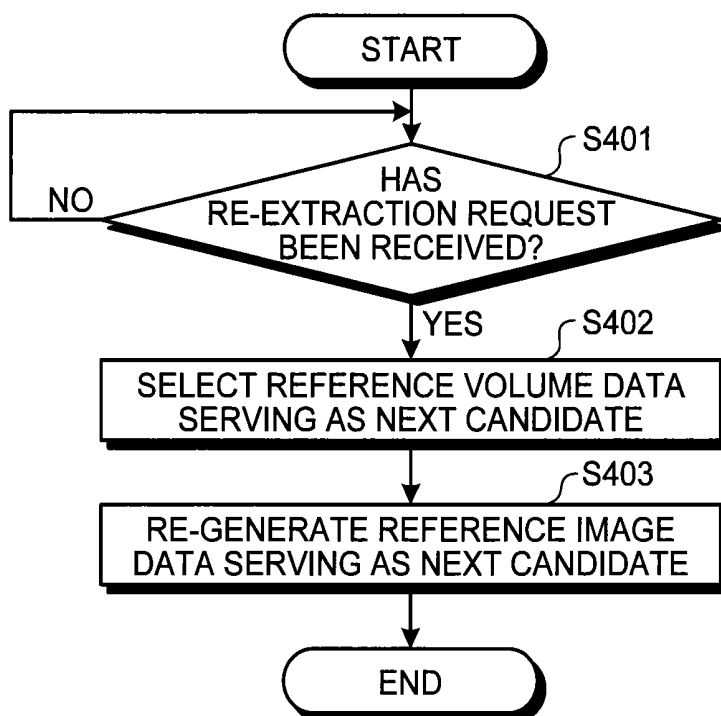 START
S401
HAS
RE-EXTRACTION REQUEST
BEEN RECEIVED?
NO
YES
S402
SELECT REFERENCE VOLUME DATA
SERVING AS NEXT CANDIDATE
S403
RE-GENERATE REFERENCE IMAGE
DATA SERVING AS NEXT CANDIDATE
END